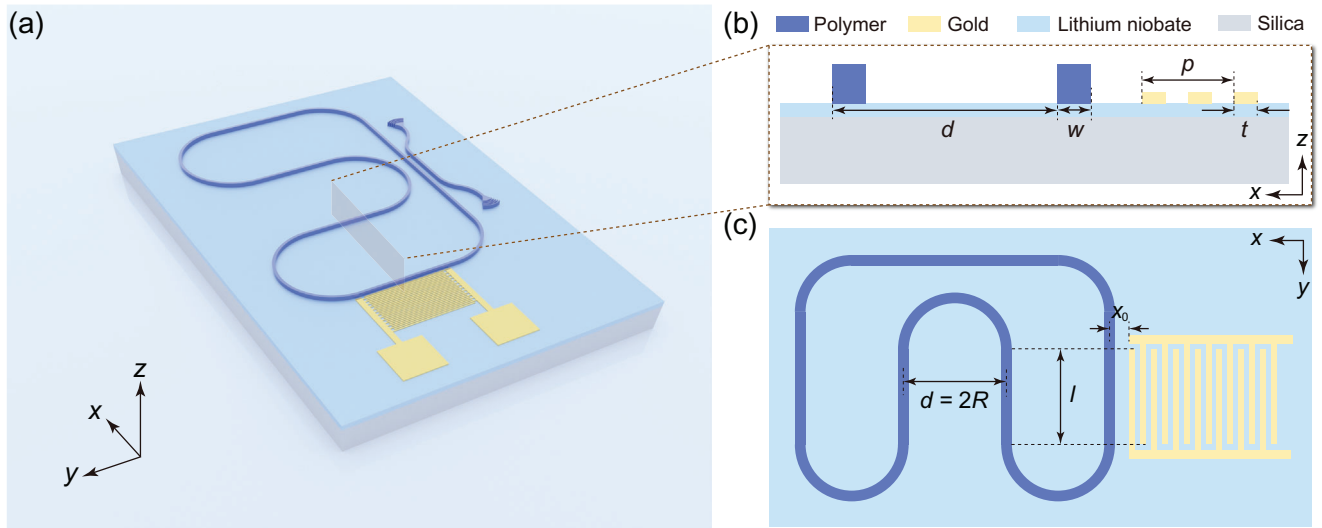 (a)
z
x
y
(b)
Polymer Gold Lithium niobate Silica
p
d w t
z
x
(c)
x
y
x₀
d = 2R
l